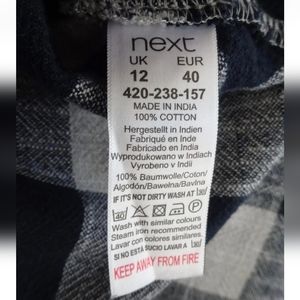 next
UK EUR
12 40
420-238-157
MADE IN INDIA
100% COTTON
Hergestellt in Indien
Fabriqué en Inde
Fabricado en India
Wyprodukowano w Indiach
Vyrobeno v Indii
100% Baumwolle/Coton/
Algodón/Bawełna/Bavlna
IF IT'S NOT DIRTY WASH AT 30
40
Wash with similar colours
Steam iron recommended
Lavar con colores similares.
SI NO ESTÁ SUCIO LAVAR A 30
KEEP AWAY FROM FIRE